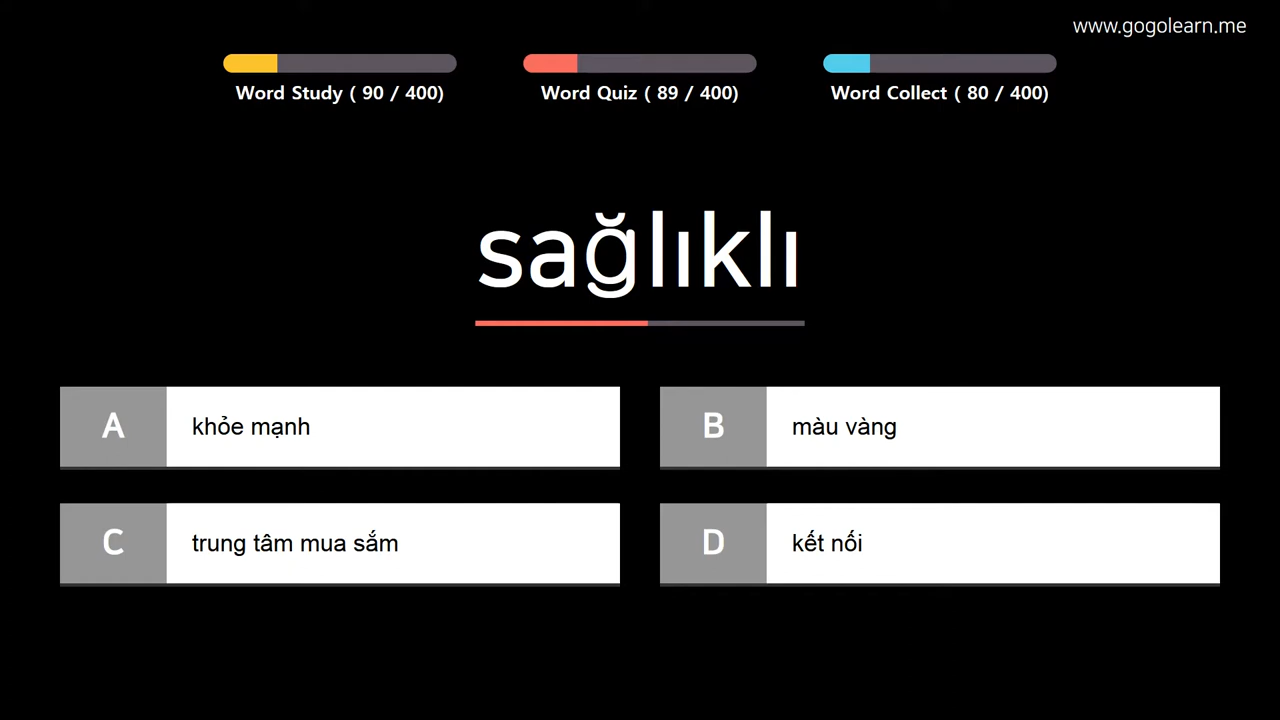 www.gogolearn.me
Word Study ( 90 / 400)
Word Quiz ( 89 / 400)
Word Collect ( 80 / 400)
sağlıklı
A khỏe mạnh
B màu vàng
C trung tâm mua sắm
D kết nối